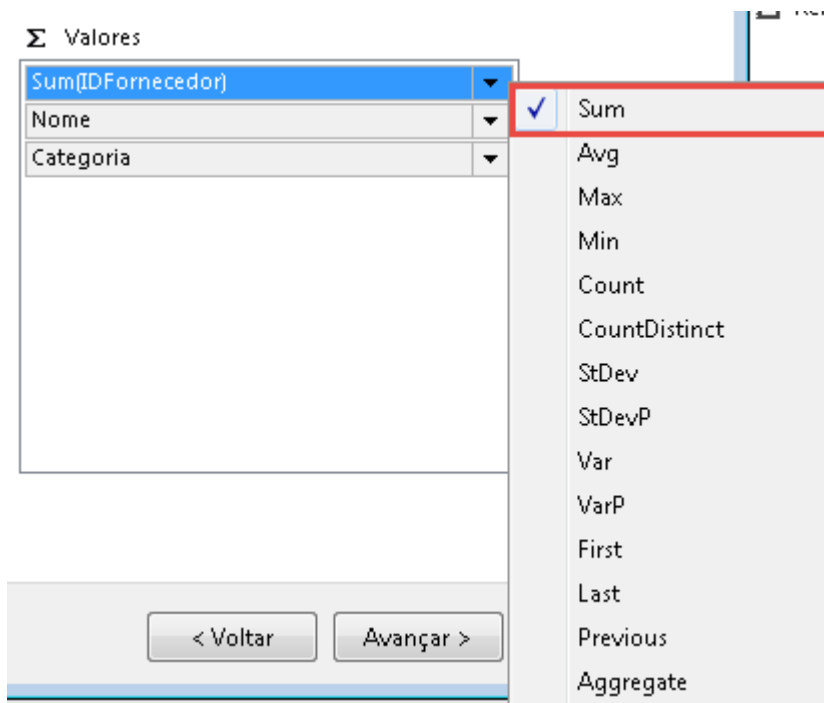 Σ Valores
Sum(IDFornecedor)
Nome
Categoria
Sum
Avg
Max
Min
Count
CountDistinct
StDev
StDevP
Var
VarP
First
Last
Previous
Aggregate
< Voltar
Avançar >